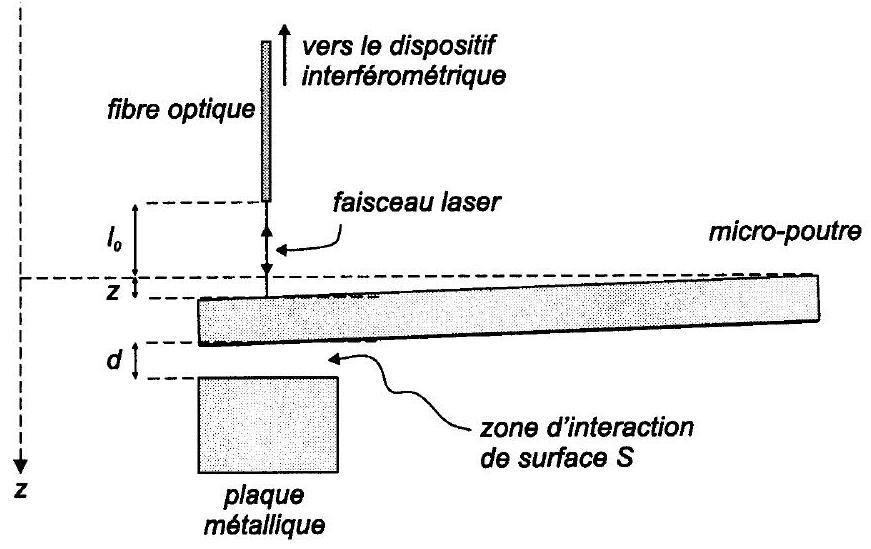 vers le dispositif
interférométrique
fibre optique
faisceau laser
l₀
micro-poutre
z
d
zone d'interaction
de surface S
z
plaque
métallique